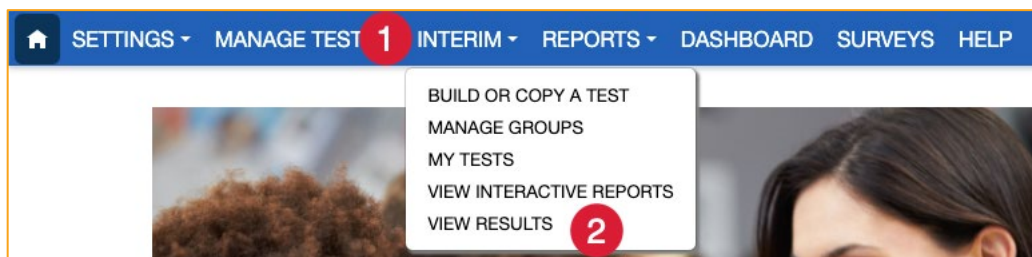 SETTINGS MANAGE TEST 1 INTERIM REPORTS DASHBOARD SURVEYS HELP
BUILD OR COPY A TEST
MANAGE GROUPS
MY TESTS
VIEW INTERACTIVE REPORTS
VIEW RESULTS 2